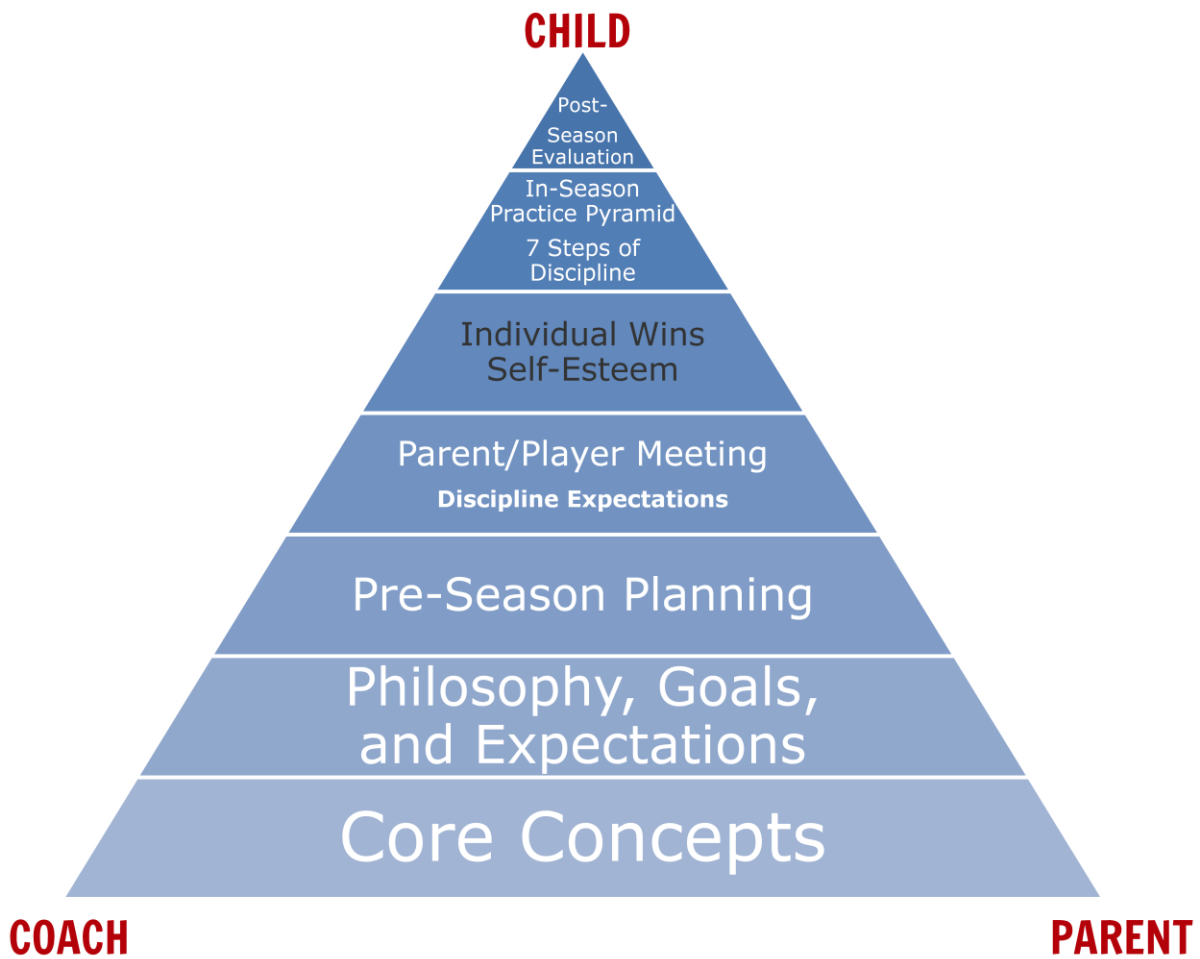 CHILD
Post-
Season
Evaluation
In-Season
Practice Pyramid
7 Steps of
Discipline
Individual Wins
Self-Esteem
Parent/Player Meeting
Discipline Expectations
Pre-Season Planning
Philosophy, Goals,
and Expectations
Core Concepts
COACH
PARENT